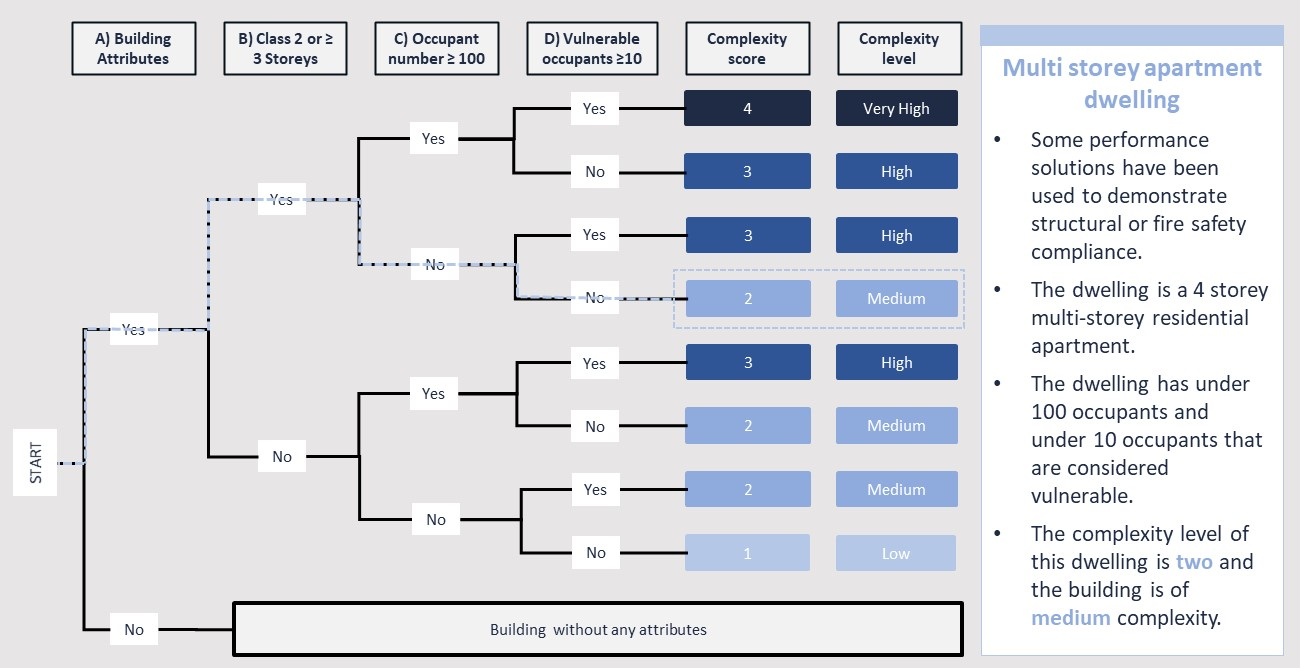 A) Building
Attributes
B) Class 2 or ≥
3 Storeys
C) Occupant
number ≥ 100
D) Vulnerable
occupants ≥10
Complexity
score
Complexity
level
START
Yes
Yes
Yes
Yes
4
Very High
No
3
High
No
Yes
3
High
No
2
Medium
No
Yes
Yes
3
High
No
2
Medium
No
Yes
2
Medium
No
1
Low
No
Building without any attributes
Multi storey apartment
dwelling
• Some performance
solutions have been
used to demonstrate
structural or fire safety
compliance.
• The dwelling is a 4 storey
multi-storey residential
apartment.
• The dwelling has under
100 occupants and
under 10 occupants that
are considered
vulnerable.
• The complexity level of
this dwelling is two and
the building is of
medium complexity.